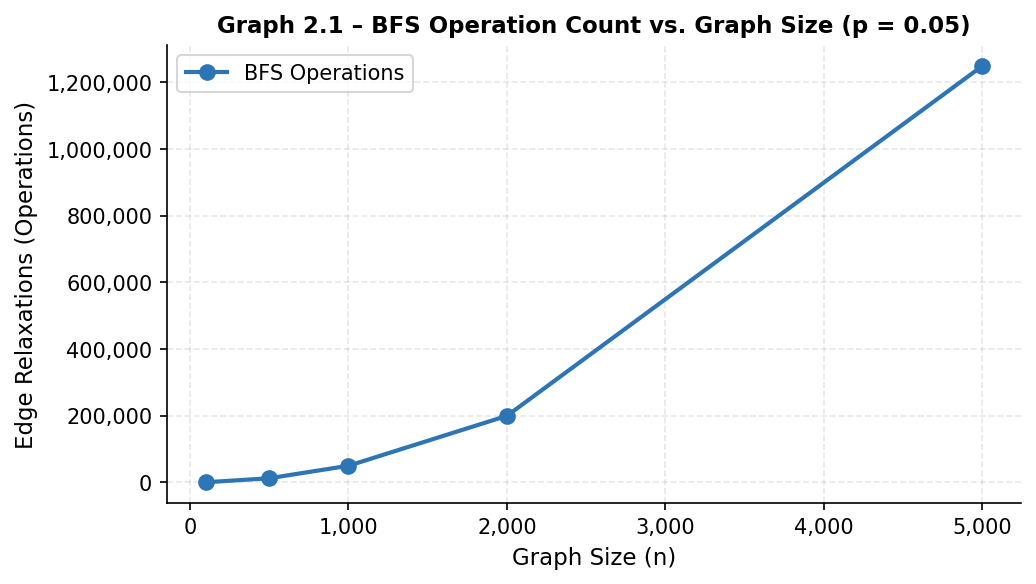 Graph 2.1 – BFS Operation Count vs. Graph Size (p = 0.05)
BFS Operations
Edge Relaxations (Operations)
1,200,000
1,000,000
800,000
600,000
400,000
200,000
0
0 1,000 2,000 3,000 4,000 5,000
Graph Size (n)